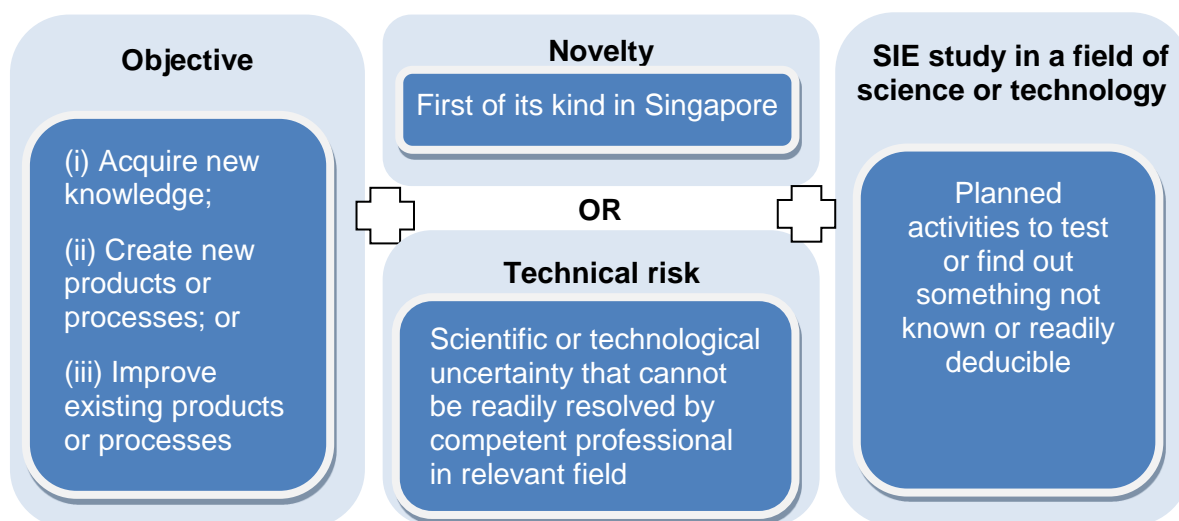 Objective
(i) Acquire new
knowledge;
(ii) Create new
products or
processes; or
(iii) Improve
existing products
or processes
Novelty
First of its kind in Singapore
OR
Technical risk
Scientific or technological
uncertainty that cannot
be readily resolved by
competent professional
in relevant field
SIE study in a field of
science or technology
Planned
activities to test
or find out
something not
known or readily
deducible